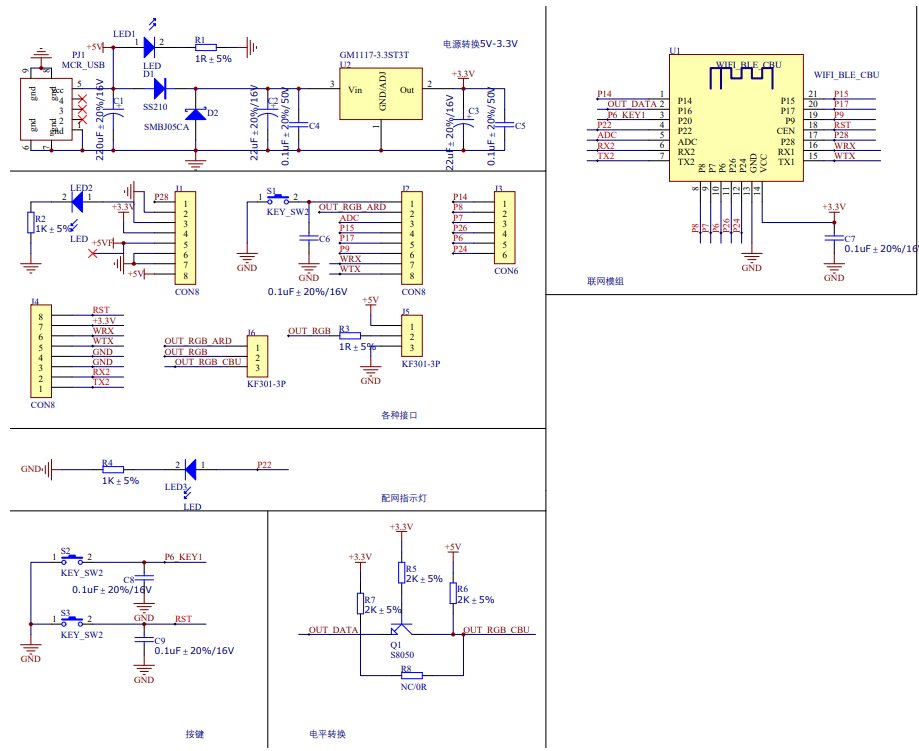 LED1
+5V
1
2
R1
1R±5%
PJ1
MCR_USB
LED
D1
SS210
5
vcc
4
3
2
gnd
gnd
gnd
gnd
9
8
6
7
C1
220uF±20%/16V
D2
SMBJ05CA
C2
22uF±20%/16V
C4
0.1uF±20%/50V
GM1117-3.3ST3T
U2
3
Vin
GND/ADJ
Out
2
1
电源转换5V-3.3V
+3.3V
C3
22uF±20%/16V
C5
0.1uF±20%/50V
LED2
2
1
R2
1K±5%
LED
P28
+3.3V
+5VF
+5V
J1
1
2
3
4
5
6
7
8
CON8
S1
1
2
KEY_SW2
C6
0.1uF±20%/16V
GND
GND
OUT_RGB_ARD
ADC
P15
P17
P9
WRX
WTX
J2
1
2
3
4
5
6
7
8
CON8
J3
P14
P8
P7
P26
P6
P24
1
2
3
4
5
6
CON6
J4
8
7
6
5
4
3
2
1
RST
+3.3V
WRX
WTX
GND
GND
RX2
TX2
CON8
OUT_RGB_ARD
OUT_RGB
OUT_RGB_CBU
J6
1
2
3
KF301-3P
OUT_RGB
R3
1R±5%
+5V
GND
J5
1
2
3
KF301-3P
各种接口
GND
R4
1K±5%
2
1
LED3
LED
P22
配网指示灯
S2
1
2
KEY_SW2
P6_KEY1
C8
0.1uF±20%/16V
GND
S3
1
2
KEY_SW2
RST
C9
0.1uF±20%/16V
GND
GND
按键
+3.3V
+3.3V
+5V
R5
2K±5%
R7
2K±5%
R6
2K±5%
OUT_DATA
OUT_RGB_CBU
Q1
S8050
R8
NC/0R
电平转换
U1
WIFI_BLE_CBU
WIFI_BLE_CBU
P14 1 P14
OUT_DATA 2 P16
P6_KEY1 3 P20
P22 4 P22
ADC 5 ADC
RX2 6 RX2
TX2 7 TX2
P15 21 P15
P17 20 P17
P9 19 P9
CEN 18 RST
P28 17 P28
RX1 16 WRX
TX1 15 WTX
P8
P7
P6
P26
P24
GND
VCC
8
9
10
11
12
13
14
P8
P7
P6
P26
P24
GND
+3.3V
C7
0.1uF±20%/16V
GND
联网模组